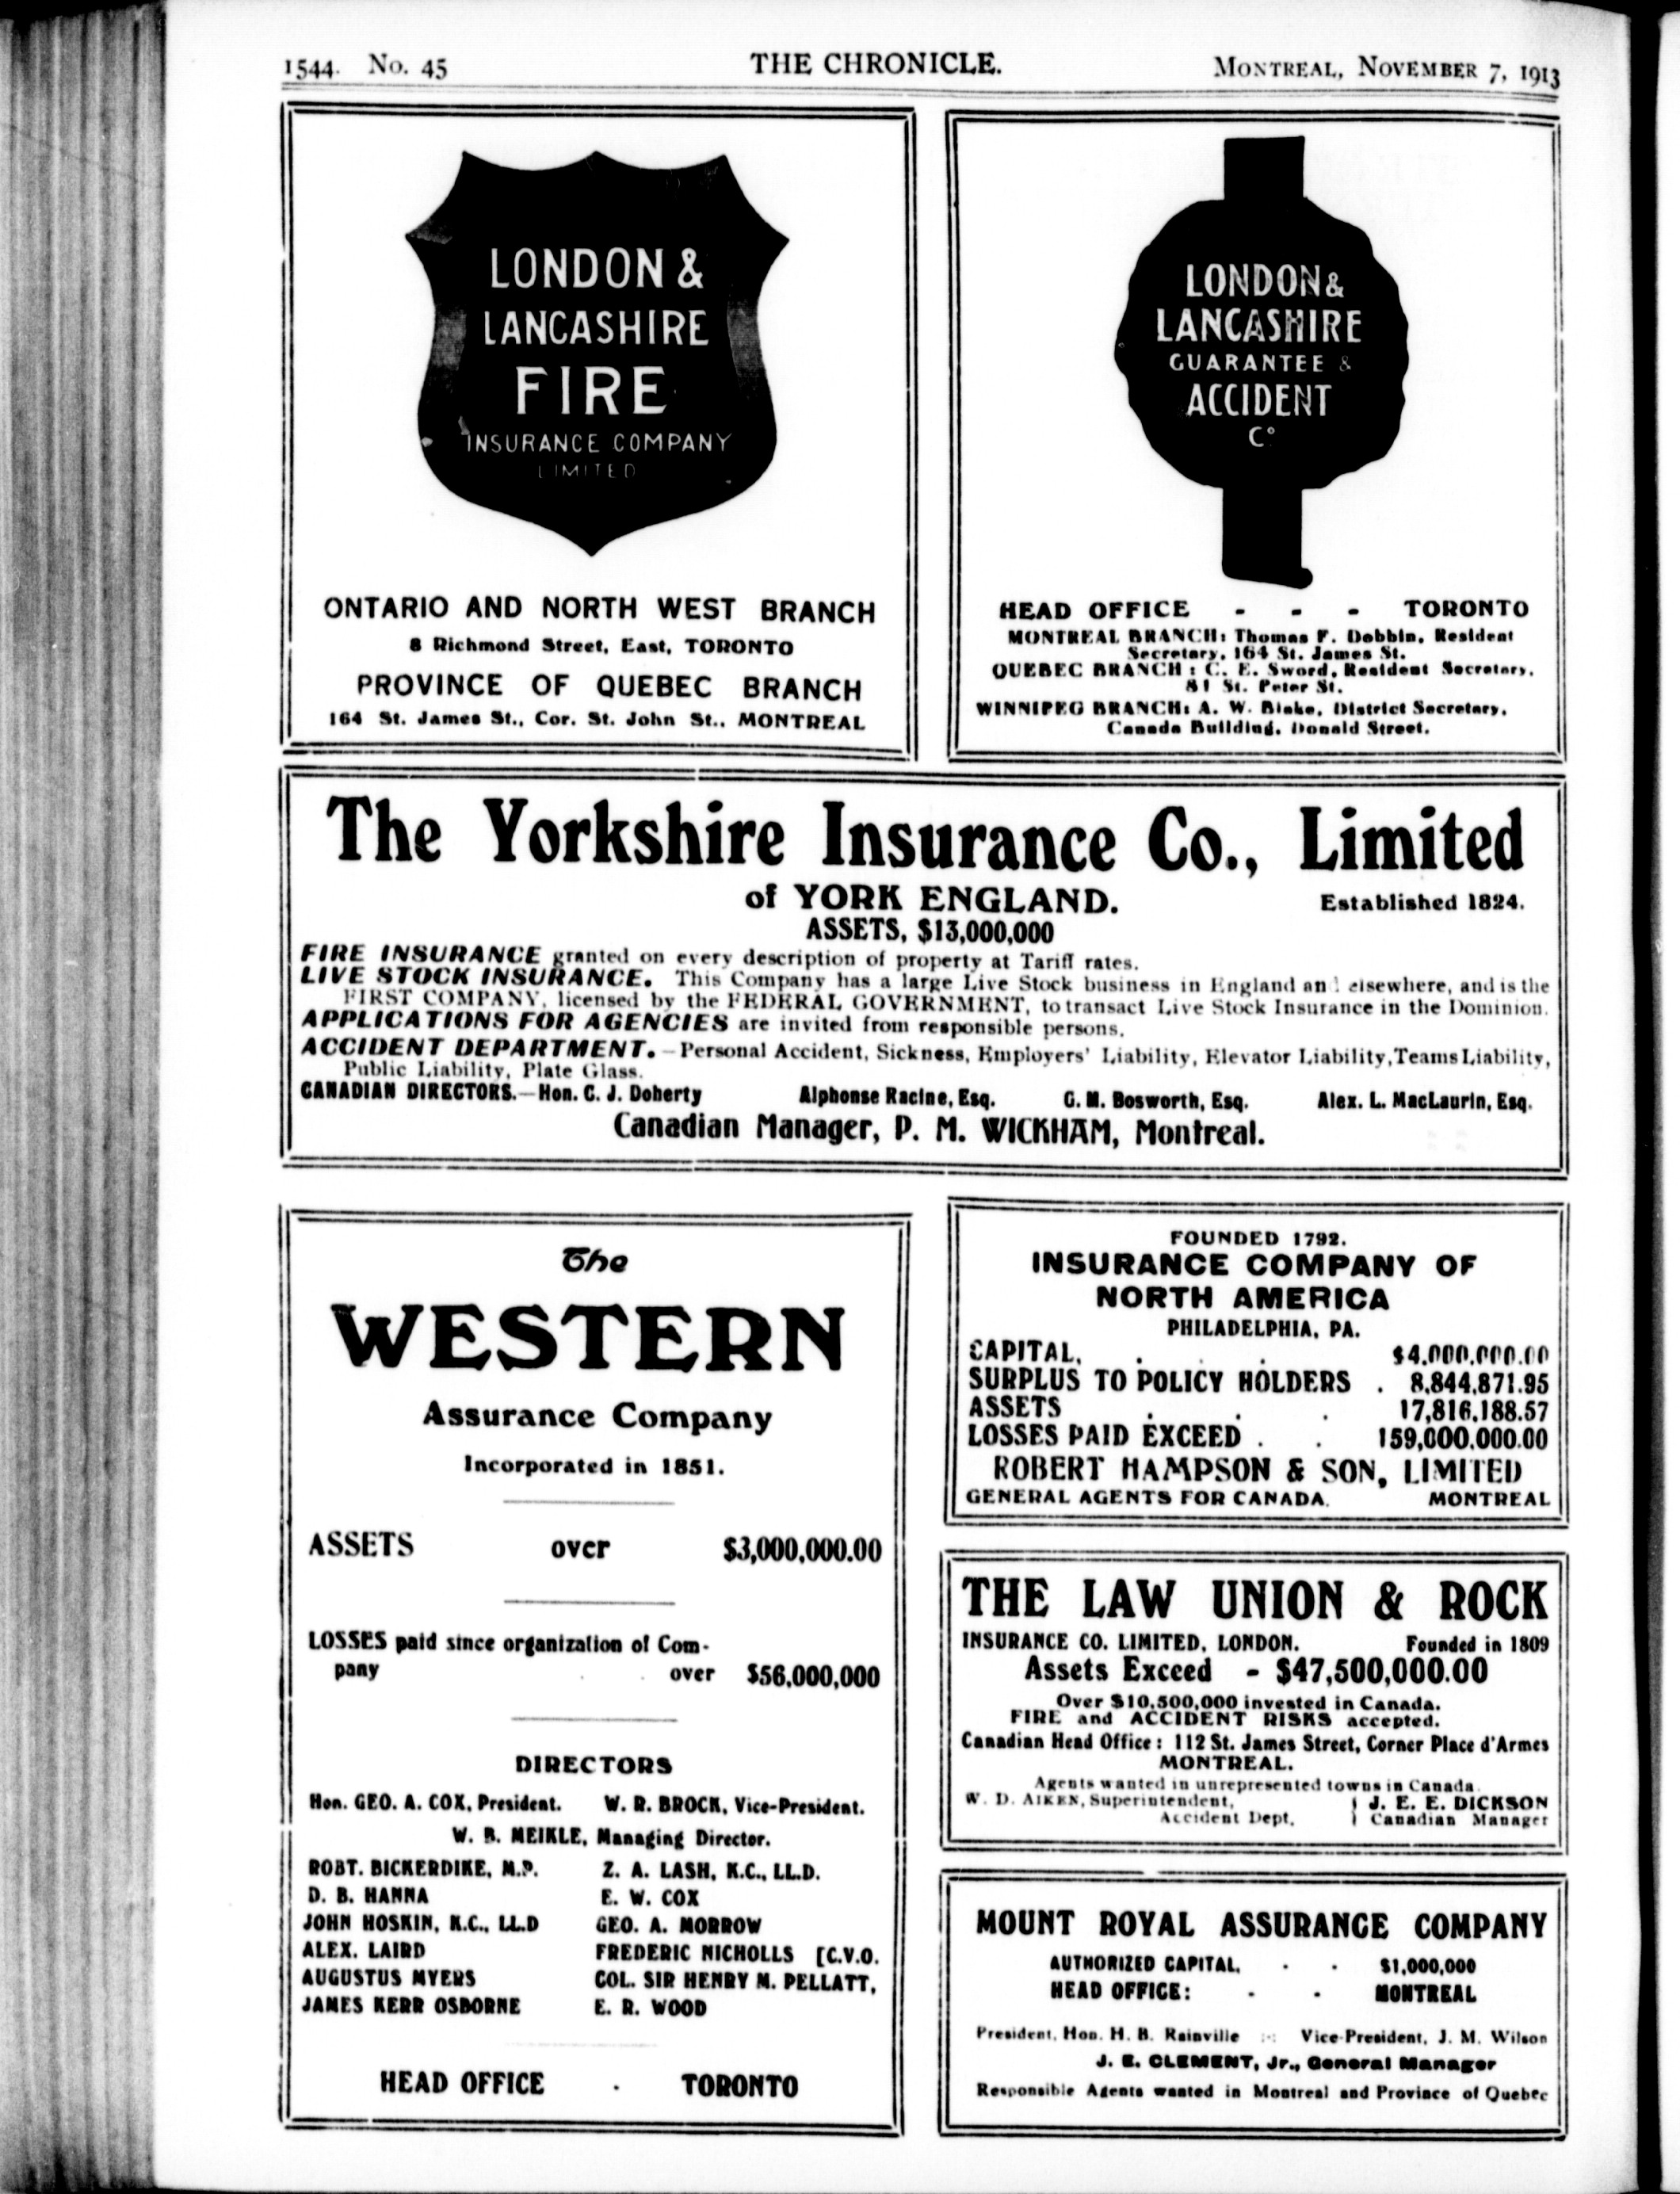 1544. No. 45 THE CHRONICLE. MONTREAL, NOVEMBER 7, 1913
LONDON &
LANCASHIRE
FIRE
INSURANCE COMPANY
LIMITED
ONTARIO AND NORTH WEST BRANCH
8 Richmond Street, East, TORONTO
PROVINCE OF QUEBEC BRANCH
164 St. James St., Cor. St. John St., MONTREAL
LONDON &
LANCASHIRE
GUARANTEE &
ACCIDENT
Co
HEAD OFFICE - - - TORONTO
MONTREAL BRANCH: Thomas F. Dobbin, Resident
Secretary, 164 St. James St.
QUEBEC BRANCH : C. E. Sword, Resident Secretary,
81 St. Peter St.
WINNIPEG BRANCH: A. W. Blake, District Secretary,
Canada Building, Donald Street.
The Yorkshire Insurance Co., Limited
of YORK ENGLAND. Established 1824.
ASSETS, $13,000,000
FIRE INSURANCE granted on every description of property at Tariff rates.
LIVE STOCK INSURANCE. This Company has a large Live Stock business in England and elsewhere, and is the
FIRST COMPANY, licensed by the FEDERAL GOVERNMENT, to transact Live Stock Insurance in the Dominion.
APPLICATIONS FOR AGENCIES are invited from responsible persons.
ACCIDENT DEPARTMENT.—Personal Accident, Sickness, Employers' Liability, Elevator Liability, Teams Liability,
Public Liability, Plate Glass.
CANADIAN DIRECTORS.—Hon. C. J. Doherty Alphonse Racine, Esq. G. M. Bosworth, Esq. Alex. L. MacLaurin, Esq.
Canadian Manager, P. M. WICKHAM, Montreal.
The
WESTERN
Assurance Company
Incorporated in 1851.
ASSETS over $3,000,000.00
LOSSES paid since organization of Com-
pany . . over $56,000,000
DIRECTORS
Hon. GEO. A. COX, President. W. R. BROCK, Vice-President.
W. B. MEIKLE, Managing Director.
ROBT. BICKERDIKE, M.P. Z. A. LASH, K.C., LL.D.
D. B. HANNA E. W. COX
JOHN HOSKIN, K.C., LL.D GEO. A. MORROW
ALEX. LAIRD FREDERIC NICHOLLS [C.V.O.
AUGUSTUS MYERS COL. SIR HENRY M. PELLATT,
JAMES KERR OSBORNE E. R. WOOD
HEAD OFFICE . TORONTO
FOUNDED 1792.
INSURANCE COMPANY OF
NORTH AMERICA
PHILADELPHIA, PA.
CAPITAL, . . . $4,000,000.00
SURPLUS TO POLICY HOLDERS . 8,844,871.95
ASSETS . . . 17,816,188.57
LOSSES PAID EXCEED . . 159,000,000.00
ROBERT HAMPSON & SON, LIMITED
GENERAL AGENTS FOR CANADA. MONTREAL
THE LAW UNION & ROCK
INSURANCE CO. LIMITED, LONDON. Founded in 1809
Assets Exceed - $47,500,000.00
Over $10,500,000 invested in Canada.
FIRE and ACCIDENT RISKS accepted.
Canadian Head Office : 112 St. James Street, Corner Place d'Armes
MONTREAL.
Agents wanted in unrepresented towns in Canada.
W. D. AIKEN, Superintendent, J. E. E. DICKSON
Accident Dept. Canadian Manager
MOUNT ROYAL ASSURANCE COMPANY
AUTHORIZED CAPITAL, - - $1,000,000
HEAD OFFICE: - - MONTREAL
President, Hon. H. B. Rainville :-: Vice-President, J. M. Wilson
J. E. CLEMENT, Jr., General Manager
Responsible Agents wanted in Montreal and Province of Quebec